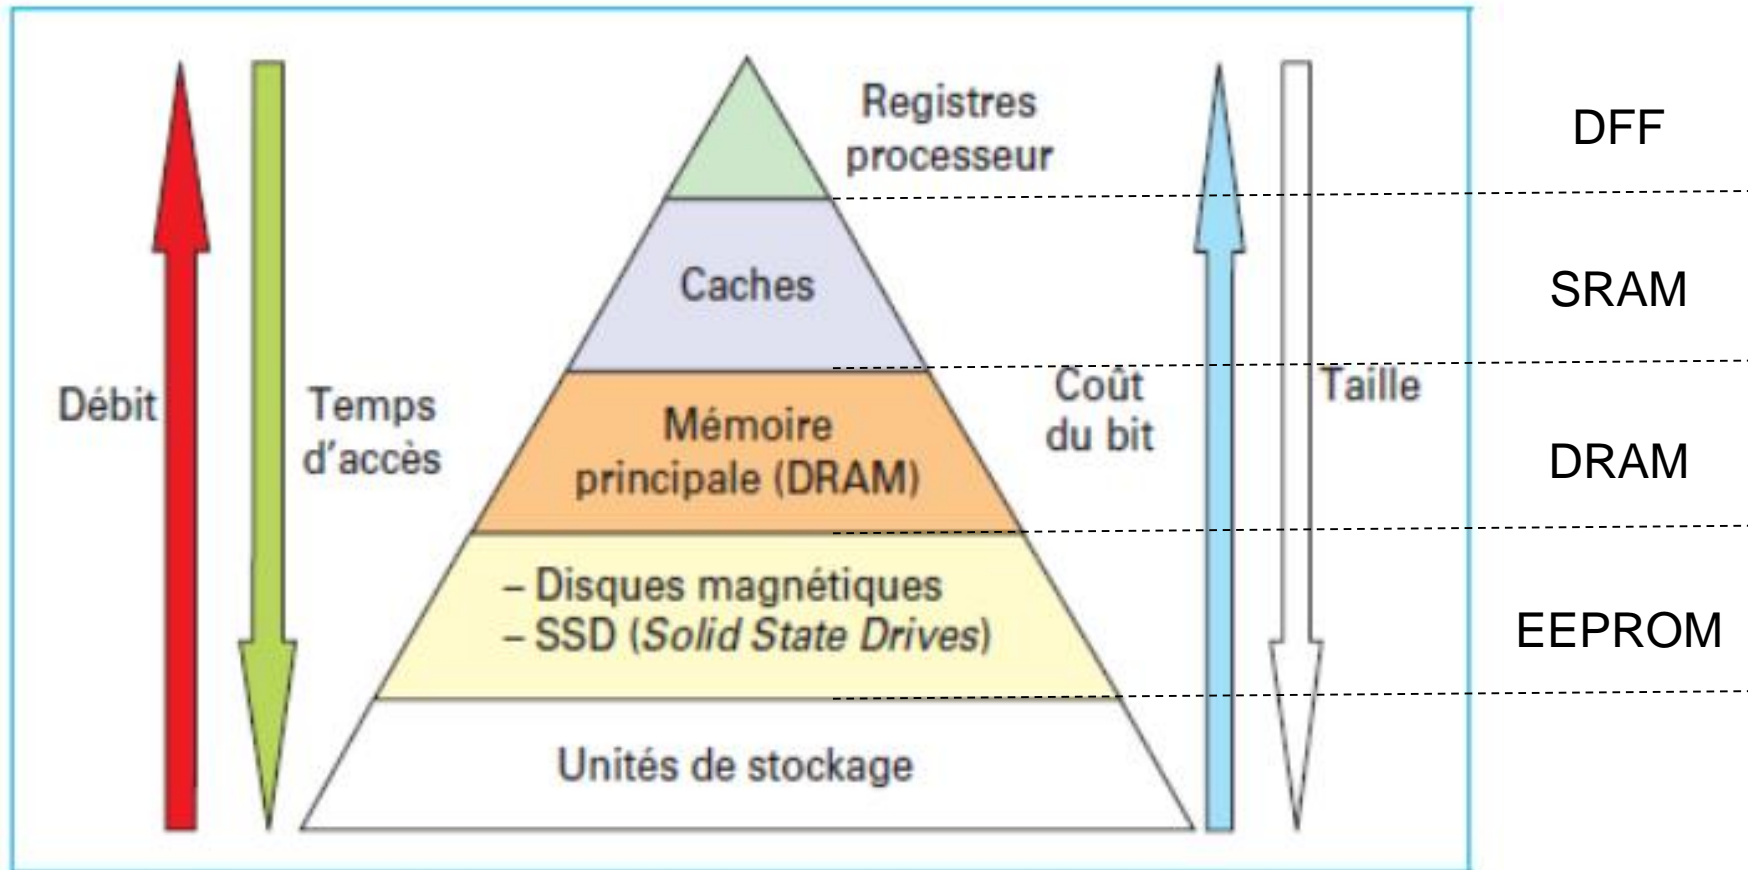 Registres
processeur
DFF
Caches
SRAM
Débit
Temps
d'accès
Mémoire
principale (DRAM)
Coût
du bit
Taille
DRAM
– Disques magnétiques
– SSD (Solid State Drives)
EEPROM
Unités de stockage